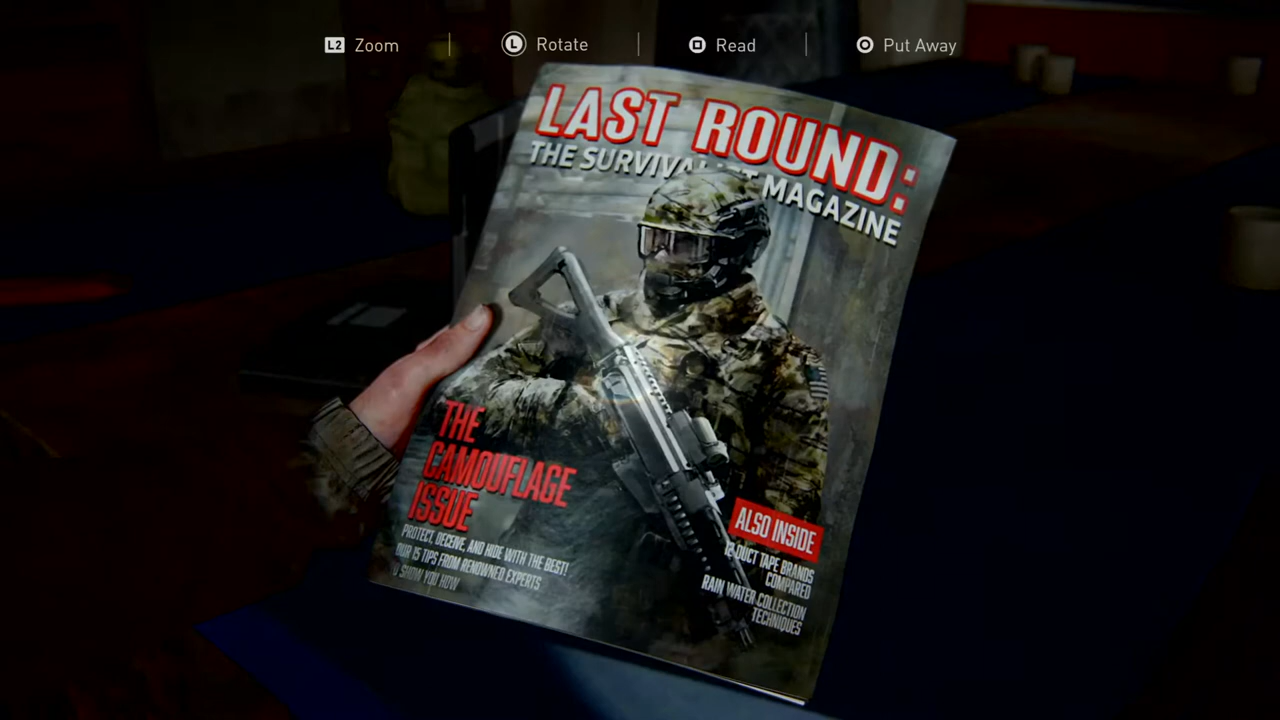 L2 Zoom
L Rotate
Read
Put Away
LAST ROUND:
THE SURVIVALIST MAGAZINE
THE
CAMOUFLAGE
ISSUE
PROTECT, DECEIVE, AND HIDE WITH THE BEST!
OUR 15 TIPS FROM RENOWNED EXPERTS
SHOW YOU HOW
ALSO INSIDE
12 DUCT TAPE BRANDS
COMPARED
RAIN WATER COLLECTION
TECHNIQUES